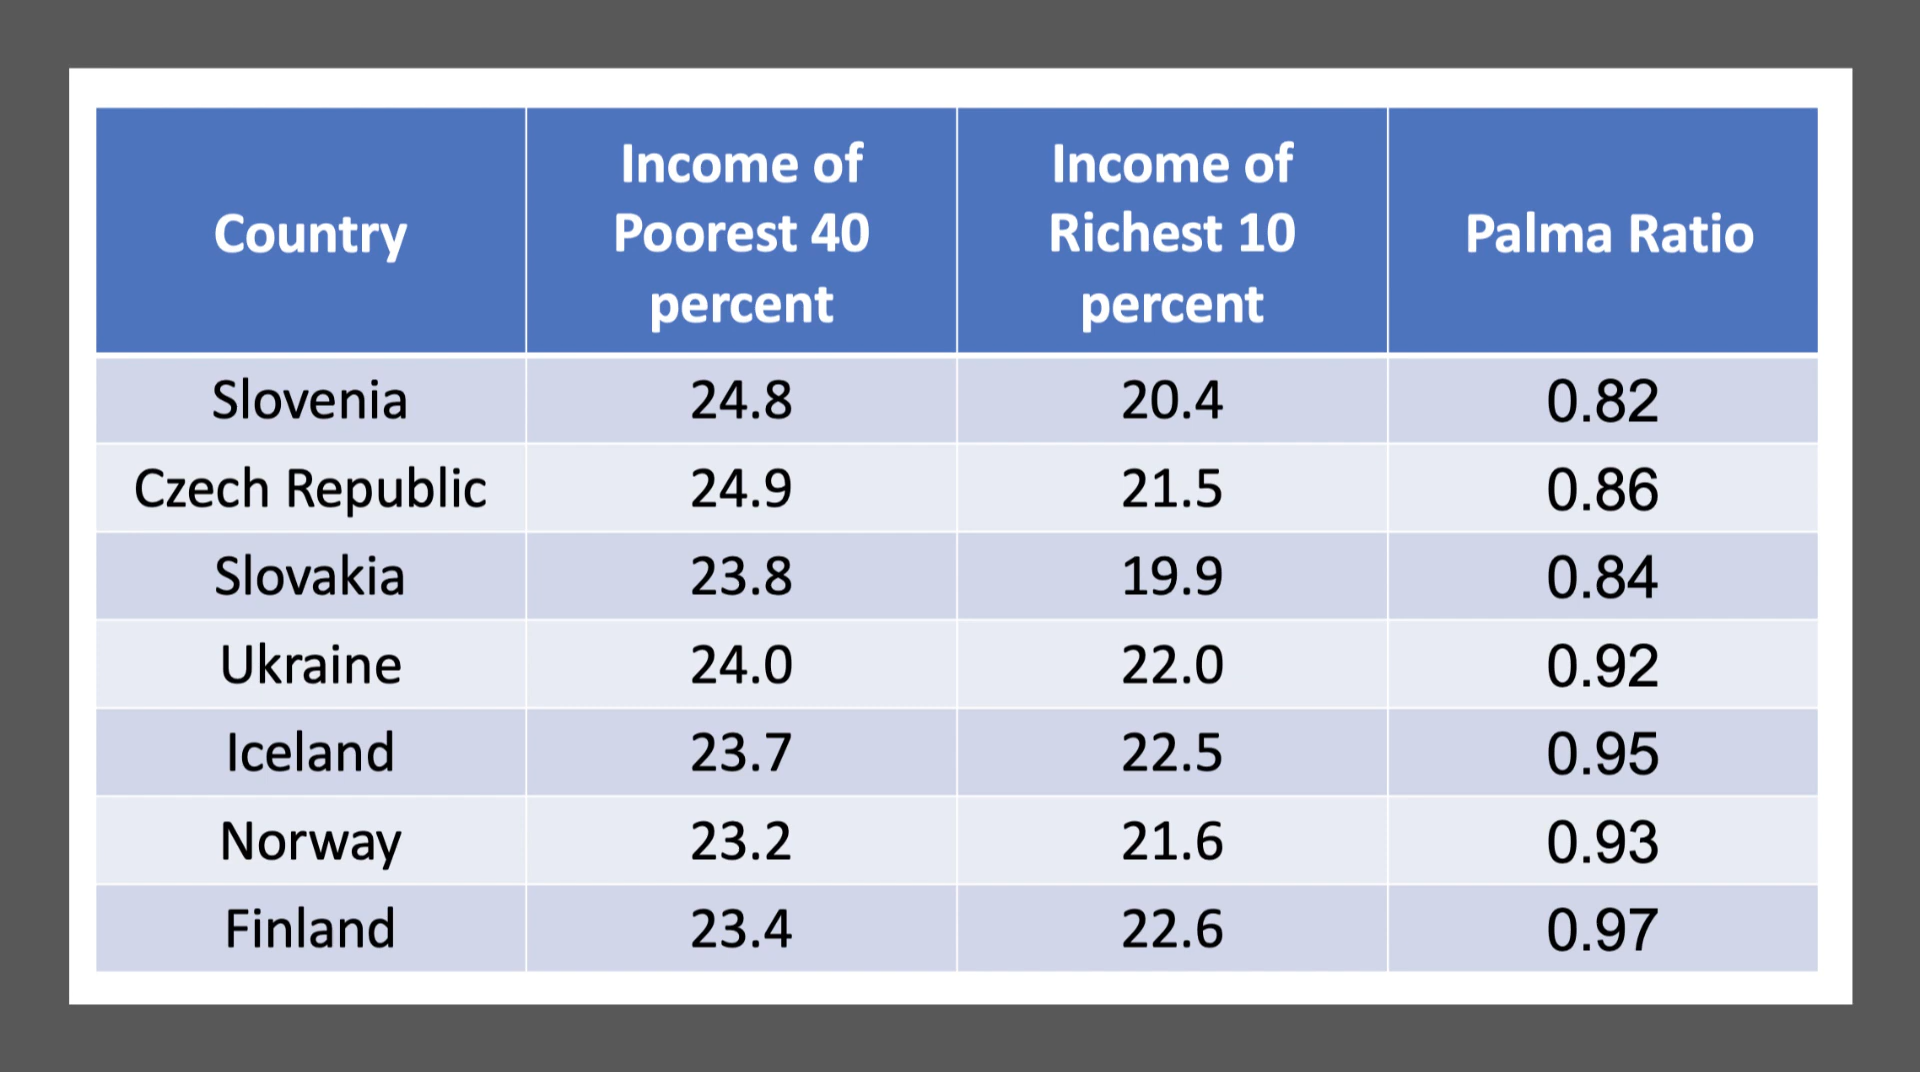 Country Income of Poorest 40 percent Income of Richest 10 percent Palma Ratio
Slovenia 24.8 20.4 0.82
Czech Republic 24.9 21.5 0.86
Slovakia 23.8 19.9 0.84
Ukraine 24.0 22.0 0.92
Iceland 23.7 22.5 0.95
Norway 23.2 21.6 0.93
Finland 23.4 22.6 0.97